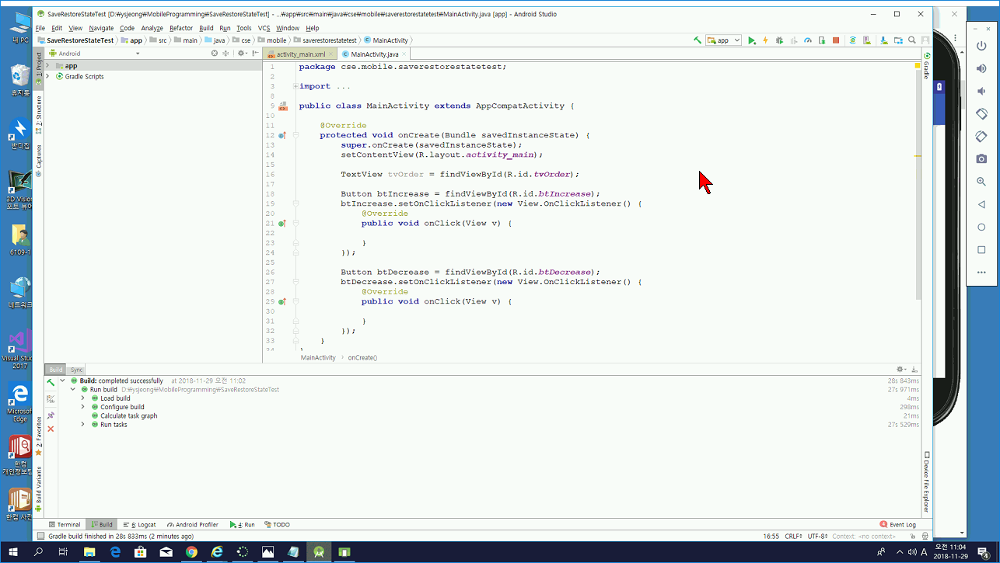 SaveRestoreStateTest [D:₩ysjeong₩MobileProgramming₩SaveRestoreStateTest] - ...₩app₩src₩main₩java₩cse₩mobile₩saverestorestatetest₩MainActivity.java [app] - Android Studio
File Edit View Navigate Code Analyze Refactor Build Run Tools VCS Window Help
SaveRestoreStateTest app src main java cse mobile saverestorestatetest MainActivity
app
Android
activity_main.xml MainActivity.java
app
Gradle Scripts
1: Project
7: Structure
Captures
2: Favorites
Build Variants
Gradle
Device File Explorer
1 package cse.mobile.saverestorestatetest;
2
3 import ...
8
9 public class MainActivity extends AppCompatActivity {
10
11 @Override
12 protected void onCreate(Bundle savedInstanceState) {
13 super.onCreate(savedInstanceState);
14 setContentView(R.layout.activity_main);
15
16 TextView tvOrder = findViewById(R.id.tvOrder);
17
18 Button btIncrease = findViewById(R.id.btIncrease);
19 btIncrease.setOnClickListener(new View.OnClickListener() {
20 @Override
21 public void onClick(View v) {
22
23 }
24 });
25
26 Button btDecrease = findViewById(R.id.btDecrease);
27 btDecrease.setOnClickListener(new View.OnClickListener() {
28 @Override
29 public void onClick(View v) {
30
31 }
32 });
33 }
34 }
MainActivity onCreate()
Build Sync
Build: completed successfully at 2018-11-29 오전 11:02 28s 843ms
Run build D:₩ysjeong₩MobileProgramming₩SaveRestoreStateTest 27s 971ms
Load build 4ms
Configure build 298ms
Calculate task graph 21ms
Run tasks 27s 529ms
Terminal Build 6: Logcat Android Profiler 4: Run TODO Event Log
Gradle build finished in 28s 833ms (2 minutes ago) 16:55 CRLF UTF-8 Context: <no context>
내 PC
휴지통
반디집
3D Vision
포토 뷰어
6109-1
네트워크
Visual Studi
2017
Microsoft
Edge
한컴
한컴 사전
A
오전 11:04
2018-11-29
4